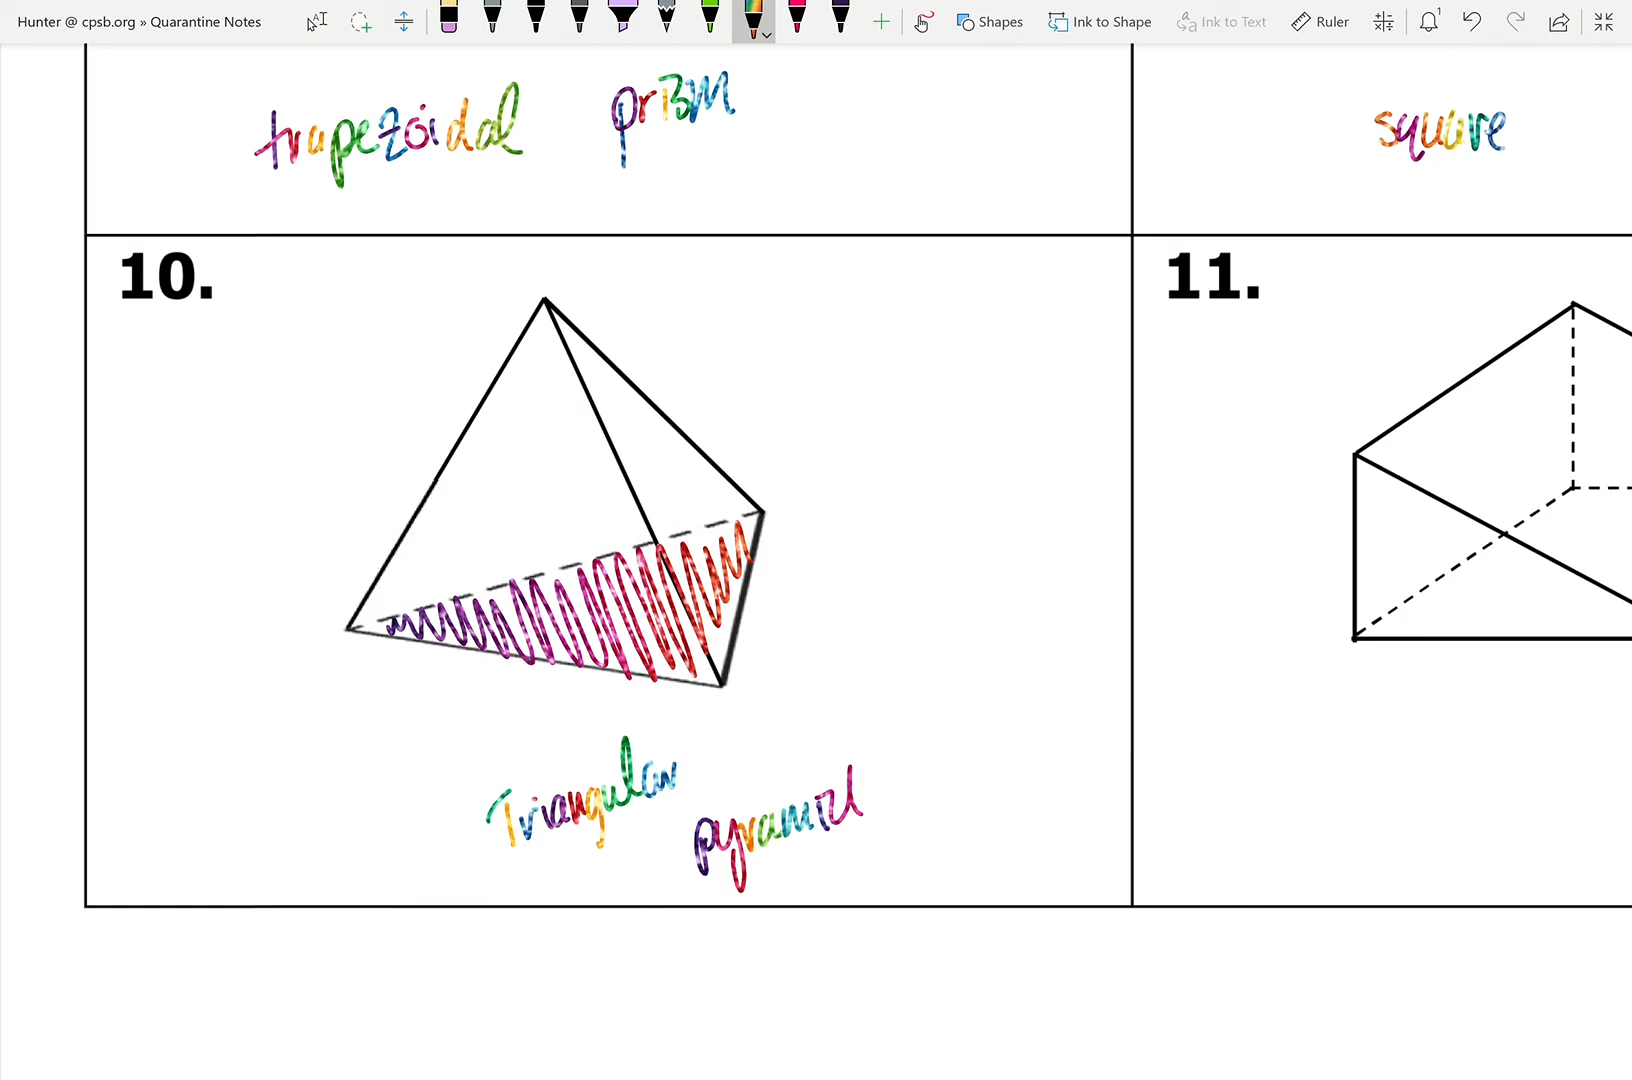 Hunter @ cpsb.org » Quarantine Notes
Shapes
Ink to Shape
Ink to Text
Ruler
1
trapezoidal prism
square
10.
11.
Triangular pyramid